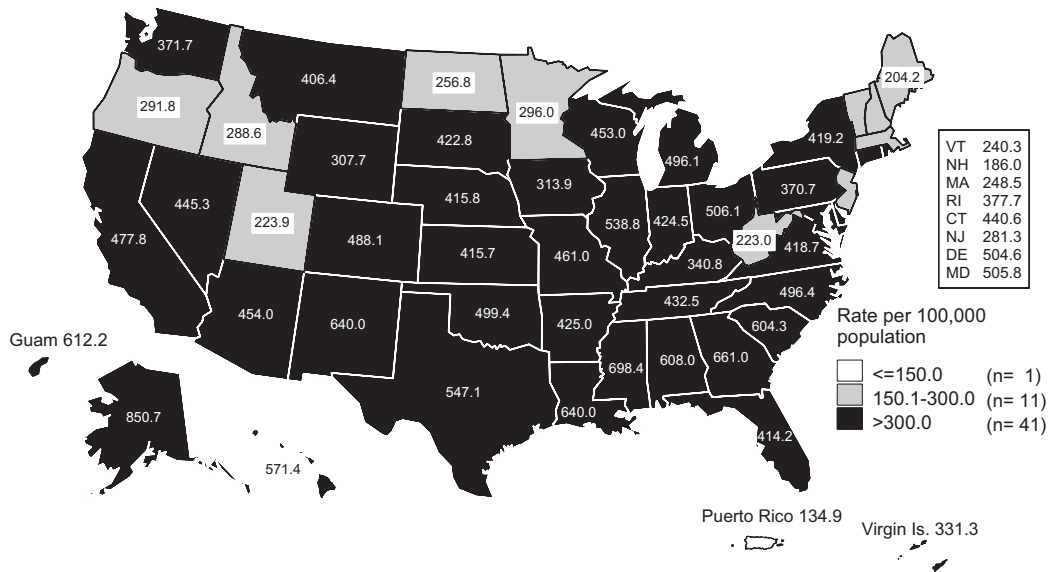 371.7
406.4
256.8
296.0
204.2
291.8
288.6
307.7
422.8
453.0
496.1
419.2
VT 240.3
NH 186.0
MA 248.5
RI 377.7
CT 440.6
NJ 281.3
DE 504.6
MD 505.8
445.3
223.9
415.8
313.9
370.7
477.8
488.1
415.7
461.0
538.8
424.5
506.1
223.0
418.7
340.8
454.0
640.0
499.4
425.0
432.5
496.4
604.3
698.4
608.0
661.0
547.1
640.0
414.2
Rate per 100,000
population
<=150.0 (n= 1)
150.1-300.0 (n= 11)
>300.0 (n= 41)
Guam 612.2
850.7
571.4
Puerto Rico 134.9
Virgin Is. 331.3